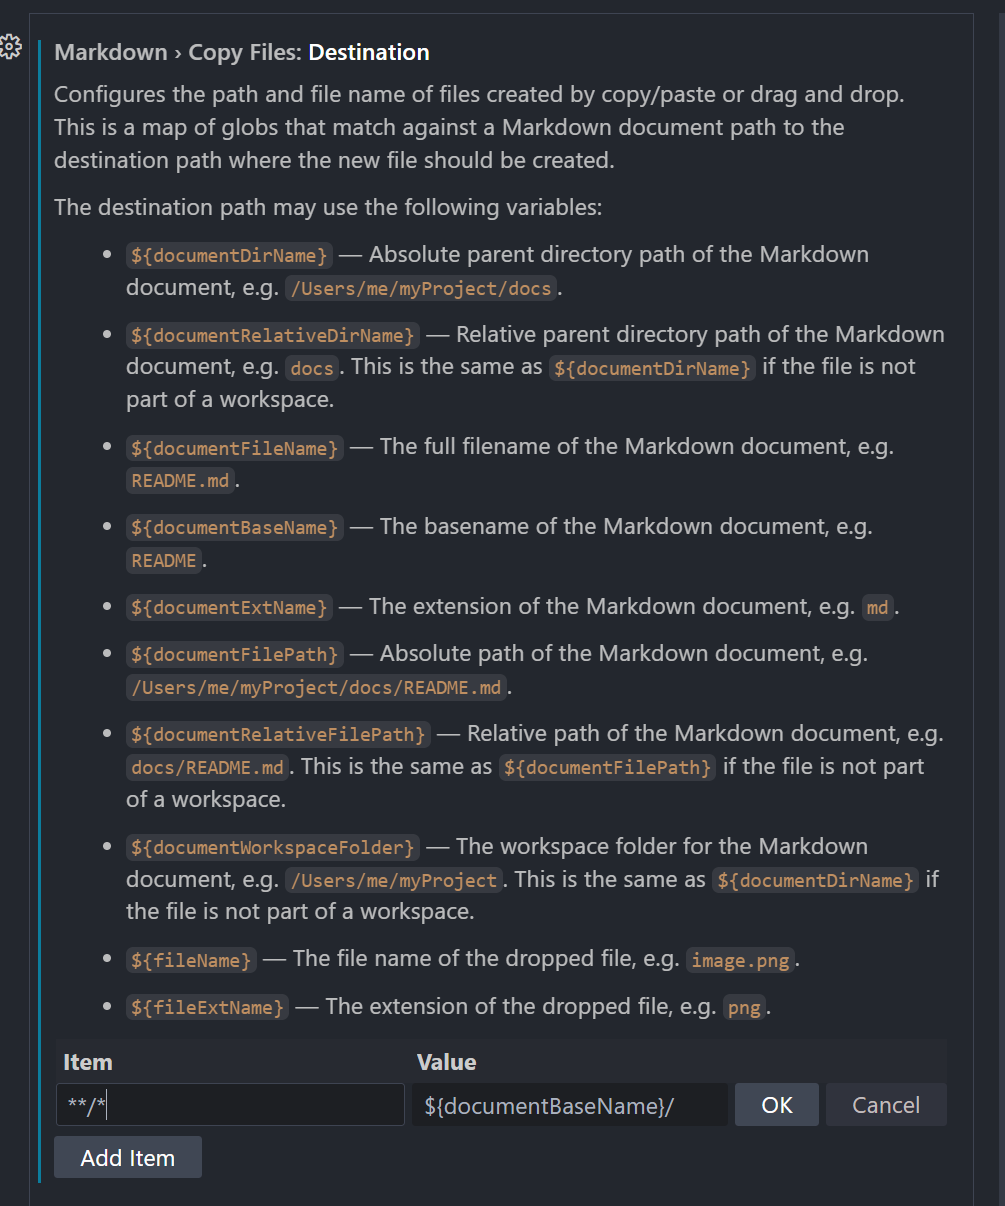 Markdown › Copy Files: Destination
Configures the path and file name of files created by copy/paste or drag and drop.
This is a map of globs that match against a Markdown document path to the
destination path where the new file should be created.
The destination path may use the following variables:
• ${documentDirName} — Absolute parent directory path of the Markdown
document, e.g. /Users/me/myProject/docs.
• ${documentRelativeDirName} — Relative parent directory path of the Markdown
document, e.g. docs. This is the same as ${documentDirName} if the file is not
part of a workspace.
• ${documentFileName} — The full filename of the Markdown document, e.g.
README.md.
• ${documentBaseName} — The basename of the Markdown document, e.g.
README.
• ${documentExtName} — The extension of the Markdown document, e.g. md.
• ${documentFilePath} — Absolute path of the Markdown document, e.g.
/Users/me/myProject/docs/README.md.
• ${documentRelativeFilePath} — Relative path of the Markdown document, e.g.
docs/README.md. This is the same as ${documentFilePath} if the file is not part
of a workspace.
• ${documentWorkspaceFolder} — The workspace folder for the Markdown
document, e.g. /Users/me/myProject. This is the same as ${documentDirName} if
the file is not part of a workspace.
• ${fileName} — The file name of the dropped file, e.g. image.png.
• ${fileExtName} — The extension of the dropped file, e.g. png.
Item Value
**/* ${documentBaseName}/ OK Cancel
Add Item